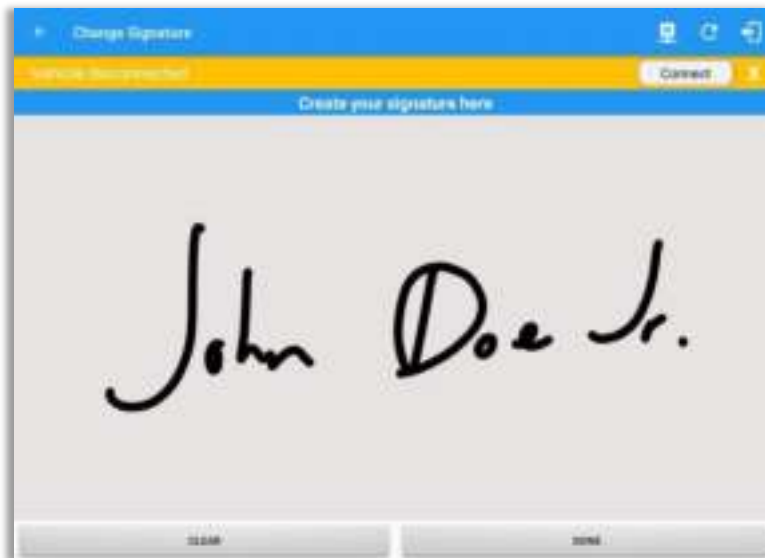 Change Signature
Vehicle disconnected
Connect
X
Create your signature here
John Doe Jr.
CLEAR
DONE